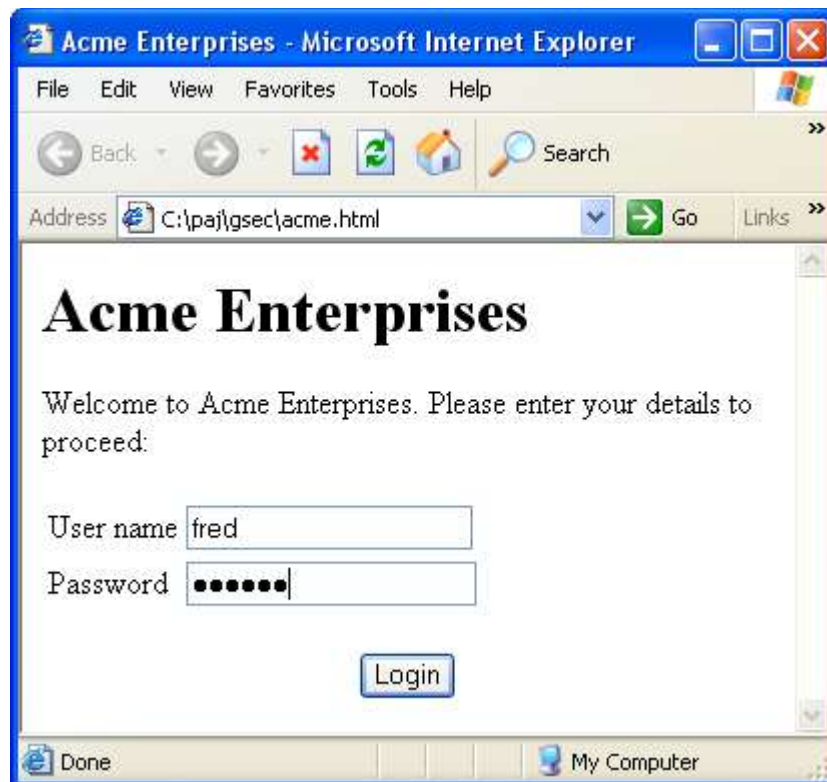 Acme Enterprises - Microsoft Internet Explorer
File Edit View Favorites Tools Help
Back Search
Address C:\paj\gsec\acme.html Go Links
Acme Enterprises
Welcome to Acme Enterprises. Please enter your details to
proceed:
User name fred
Password ••••••
Login
Done My Computer